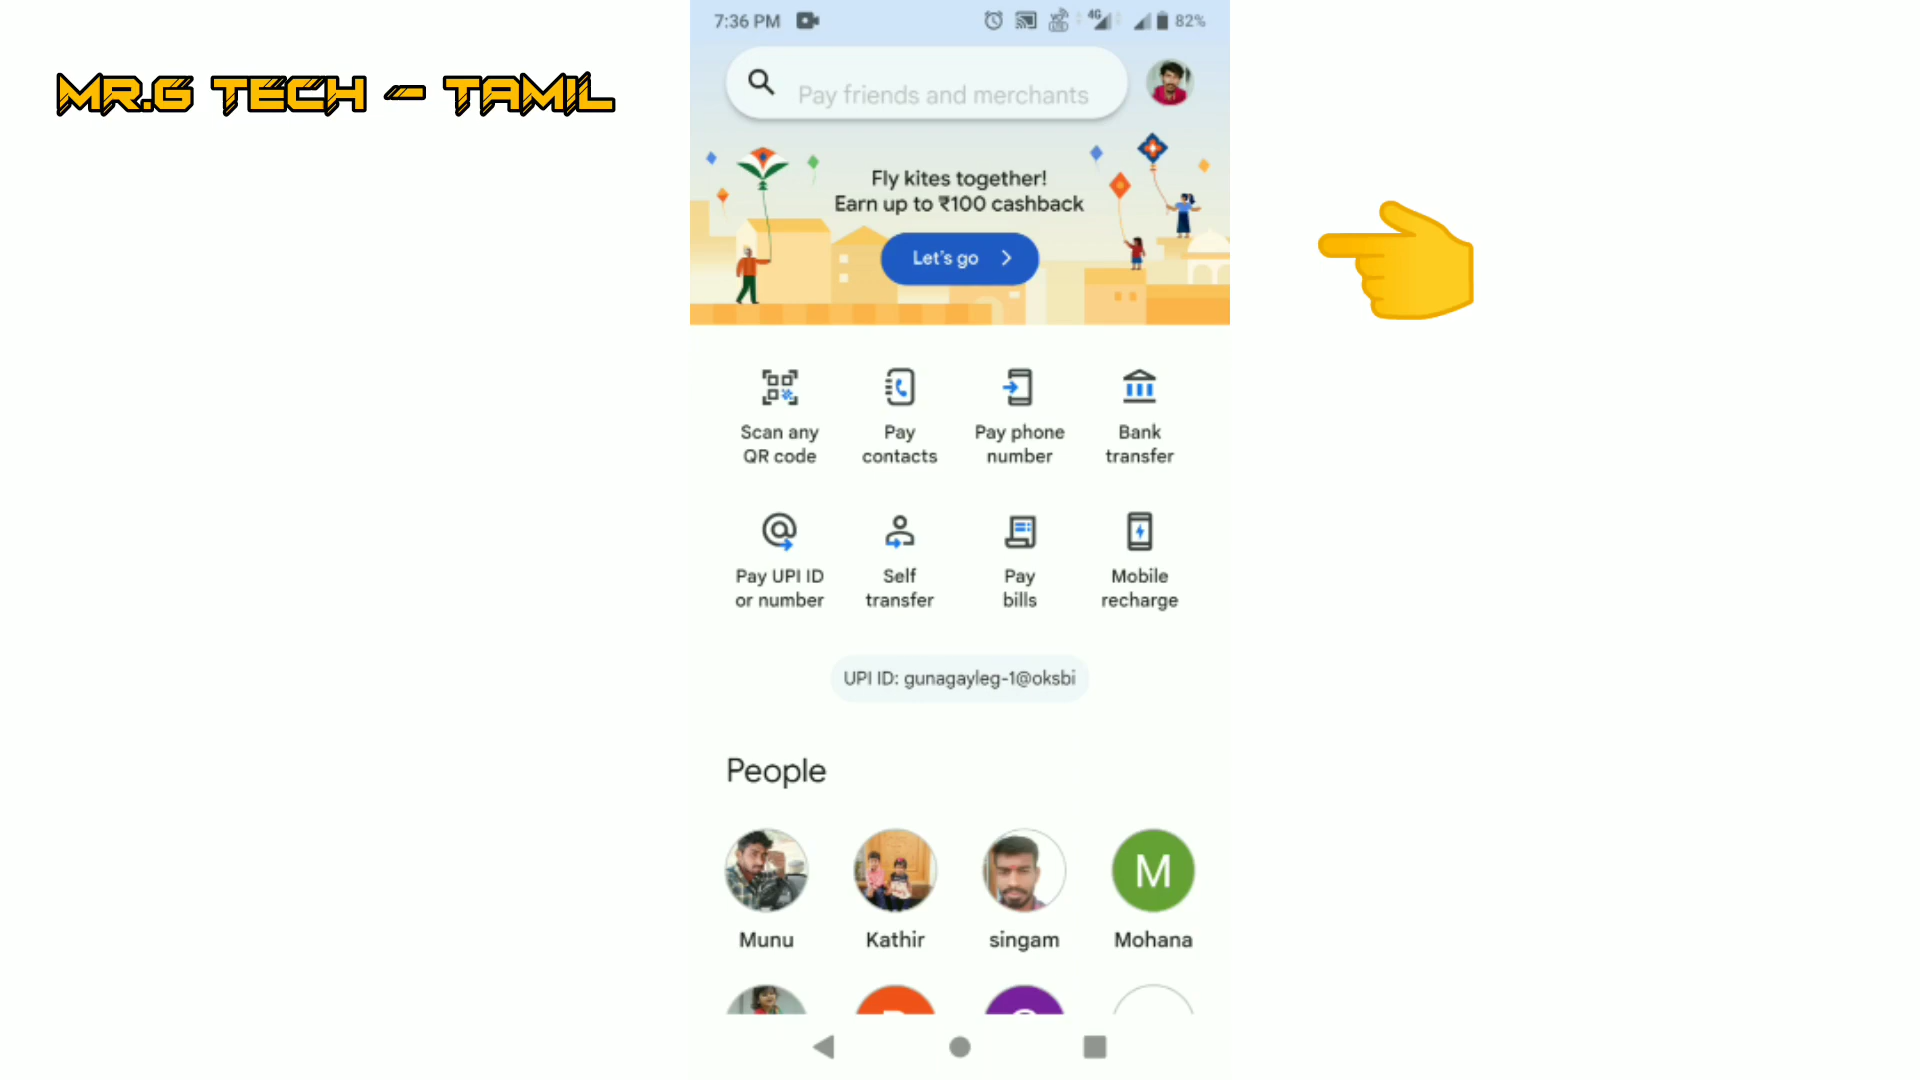 7:36 PM
4G
82%
MR.G TECH - TAMIL
Pay friends and merchants
Fly kites together!
Earn up to ₹100 cashback
Let's go
Scan any
QR code
Pay
contacts
Pay phone
number
Bank
transfer
Pay UPI ID
or number
Self
transfer
Pay
bills
Mobile
recharge
UPI ID: gunagayleg-1@oksbi
People
M
Munu
Kathir
singam
Mohana